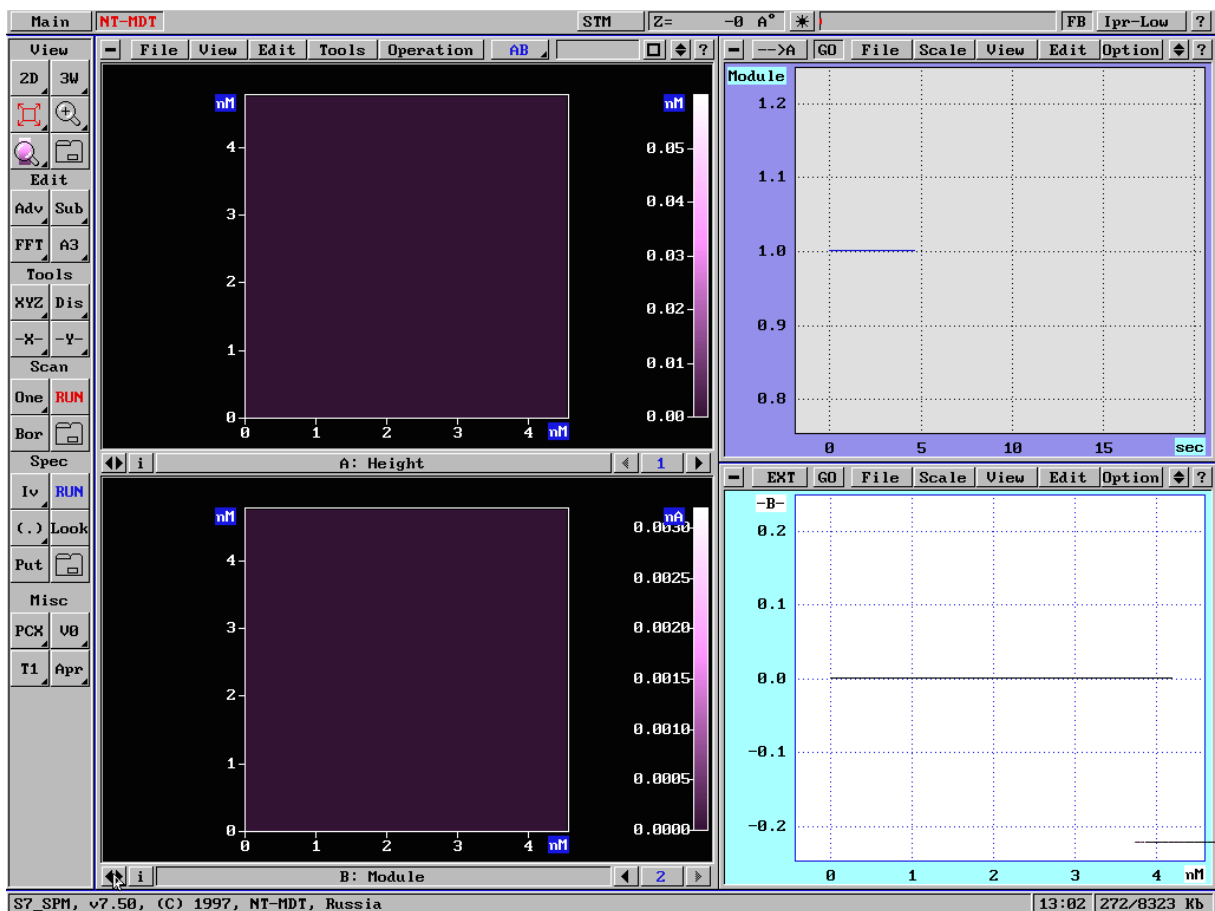 Main NT-MDT STM Z= -0 A° FB Ipr-Low ?
View
File View Edit Tools Operation AB ?
-->A GO File Scale View Edit Option ?
2D 3W
Edit
Adv Sub
FFT A3
Tools
XYZ Dis
-X- -Y-
Scan
One RUN
Bor
Spec
Iv RUN
(.) Look
Put
Misc
PCX V0
T1 Apr
nM
4
3
2
1
0
0 1 2 3 4 nM
nM
0.05
0.04
0.03
0.02
0.01
0.00
i A: Height 1
Module
1.2
1.1
1.0
0.9
0.8
0 5 10 15 sec
nM
4
3
2
1
0
0 1 2 3 4 nM
nA
0.0030
0.0025
0.0020
0.0015
0.0010
0.0005
0.0000
i B: Module 2
EXT GO File Scale View Edit Option ?
-B-
0.2
0.1
0.0
-0.1
-0.2
0 1 2 3 4 nM
S7_SPM, v7.50, (C) 1997, NT-MDT, Russia 13:02 272/8323 Kb